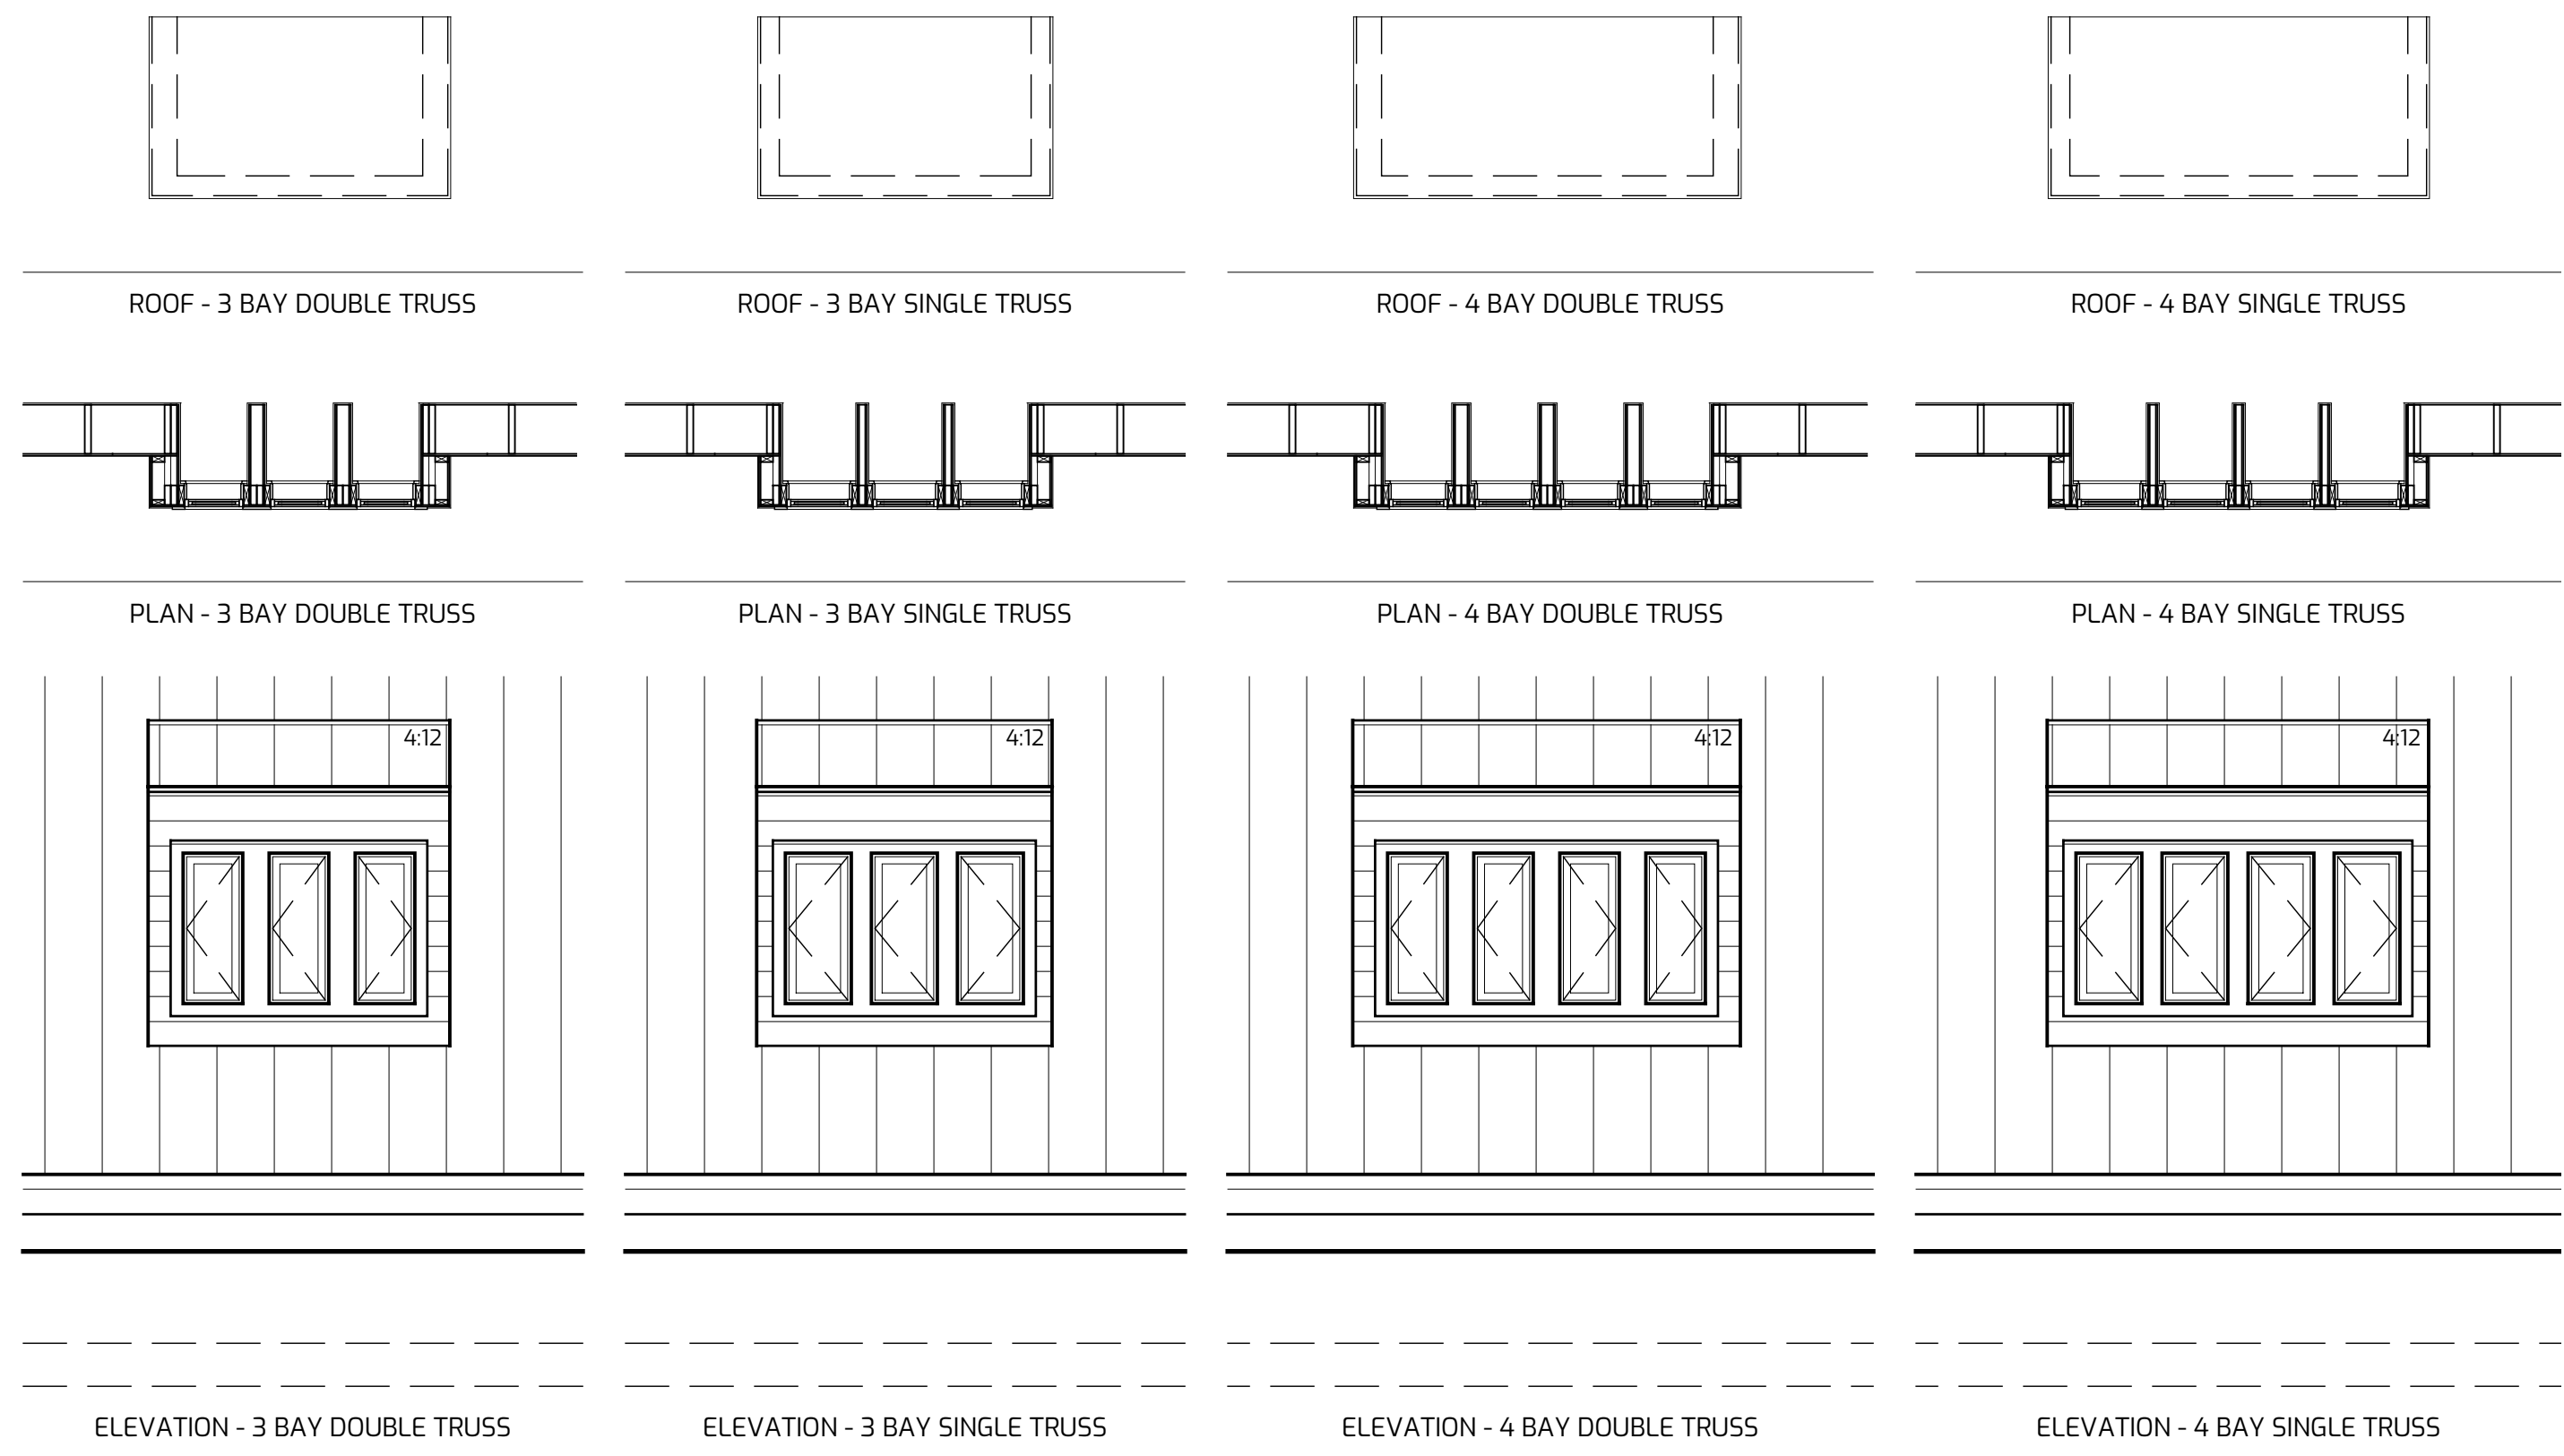 ROOF - 3 BAY DOUBLE TRUSS
ROOF - 3 BAY SINGLE TRUSS
ROOF - 4 BAY DOUBLE TRUSS
ROOF - 4 BAY SINGLE TRUSS
PLAN - 3 BAY DOUBLE TRUSS
PLAN - 3 BAY SINGLE TRUSS
PLAN - 4 BAY DOUBLE TRUSS
PLAN - 4 BAY SINGLE TRUSS
4:12
4:12
4:12
4:12
ELEVATION - 3 BAY DOUBLE TRUSS
ELEVATION - 3 BAY SINGLE TRUSS
ELEVATION - 4 BAY DOUBLE TRUSS
ELEVATION - 4 BAY SINGLE TRUSS